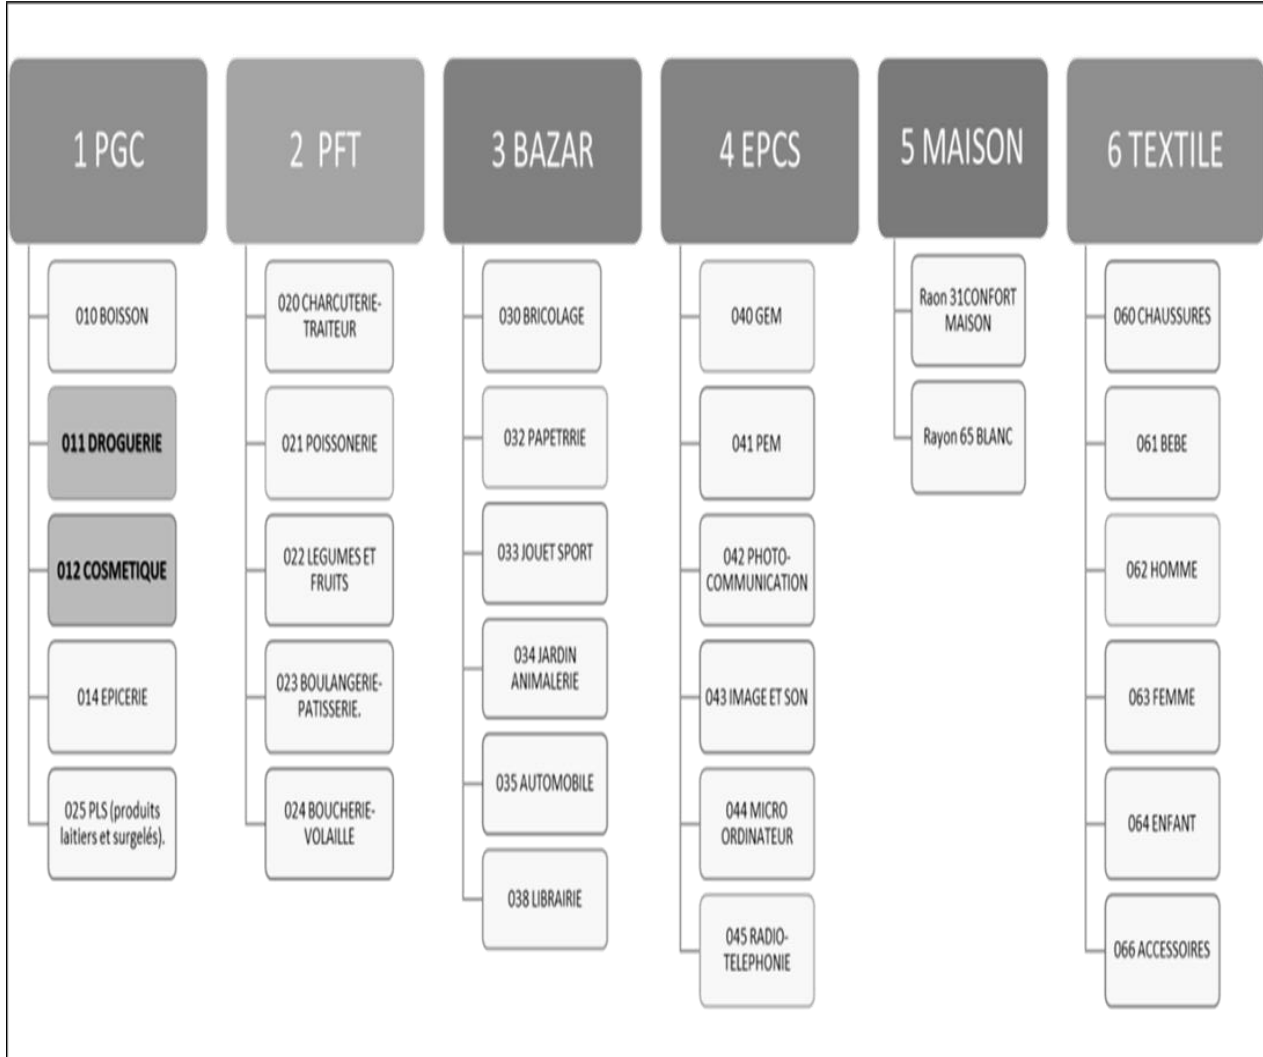 1 PGC
010 BOISSON
011 DROGUERIE
012 COSMETIQUE
014 EPICERIE
025 PLS (produits
laitiers et surgelés).
2 PFT
020 CHARCUTERIE-
TRAITEUR
021 POISSONERIE
022 LEGUMES ET
FRUITS
023 BOULANGERIE-
PATISSERIE.
024 BOUCHERIE-
VOLAILLE
3 BAZAR
030 BRICOLAGE
032 PAPETRRIE
033 JOUET SPORT
034 JARDIN
ANIMALERIE
035 AUTOMOBILE
038 LIBRAIRIE
4 EPCS
040 GEM
041 PEM
042 PHOTO-
COMMUNICATION
043 IMAGE ET SON
044 MICRO
ORDINATEUR
045 RADIO-
TELEPHONIE
5 MAISON
Raon 31CONFORT
MAISON
Rayon 65 BLANC
6 TEXTILE
060 CHAUSSURES
061 BEBE
062 HOMME
063 FEMME
064 ENFANT
066 ACCESSOIRES